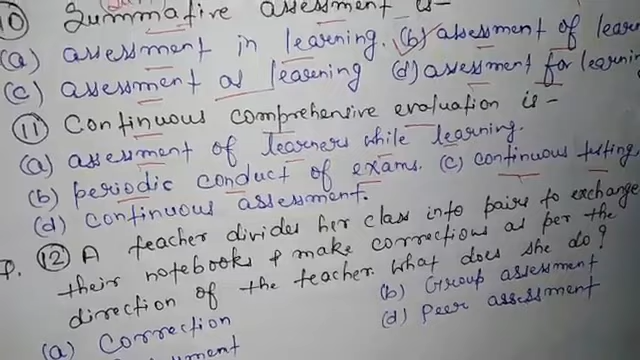 10 Summative assessment is-
(a) assessment in learning. (b) assessment of
(c) assessment as learning (d) assessment for
(11) Continuous comprehensive evaluation is -
(a) assessment of learners while learning.
(b) periodic conduct of exams. (c) continuous testing.
(d) continuous assessment.
(12) A teacher divides her class into pairs to exchange
their notebooks & make corrections as per the
direction of the teacher. what does she do?
(a) Correction (b) Group assessment
(d) peer assessment